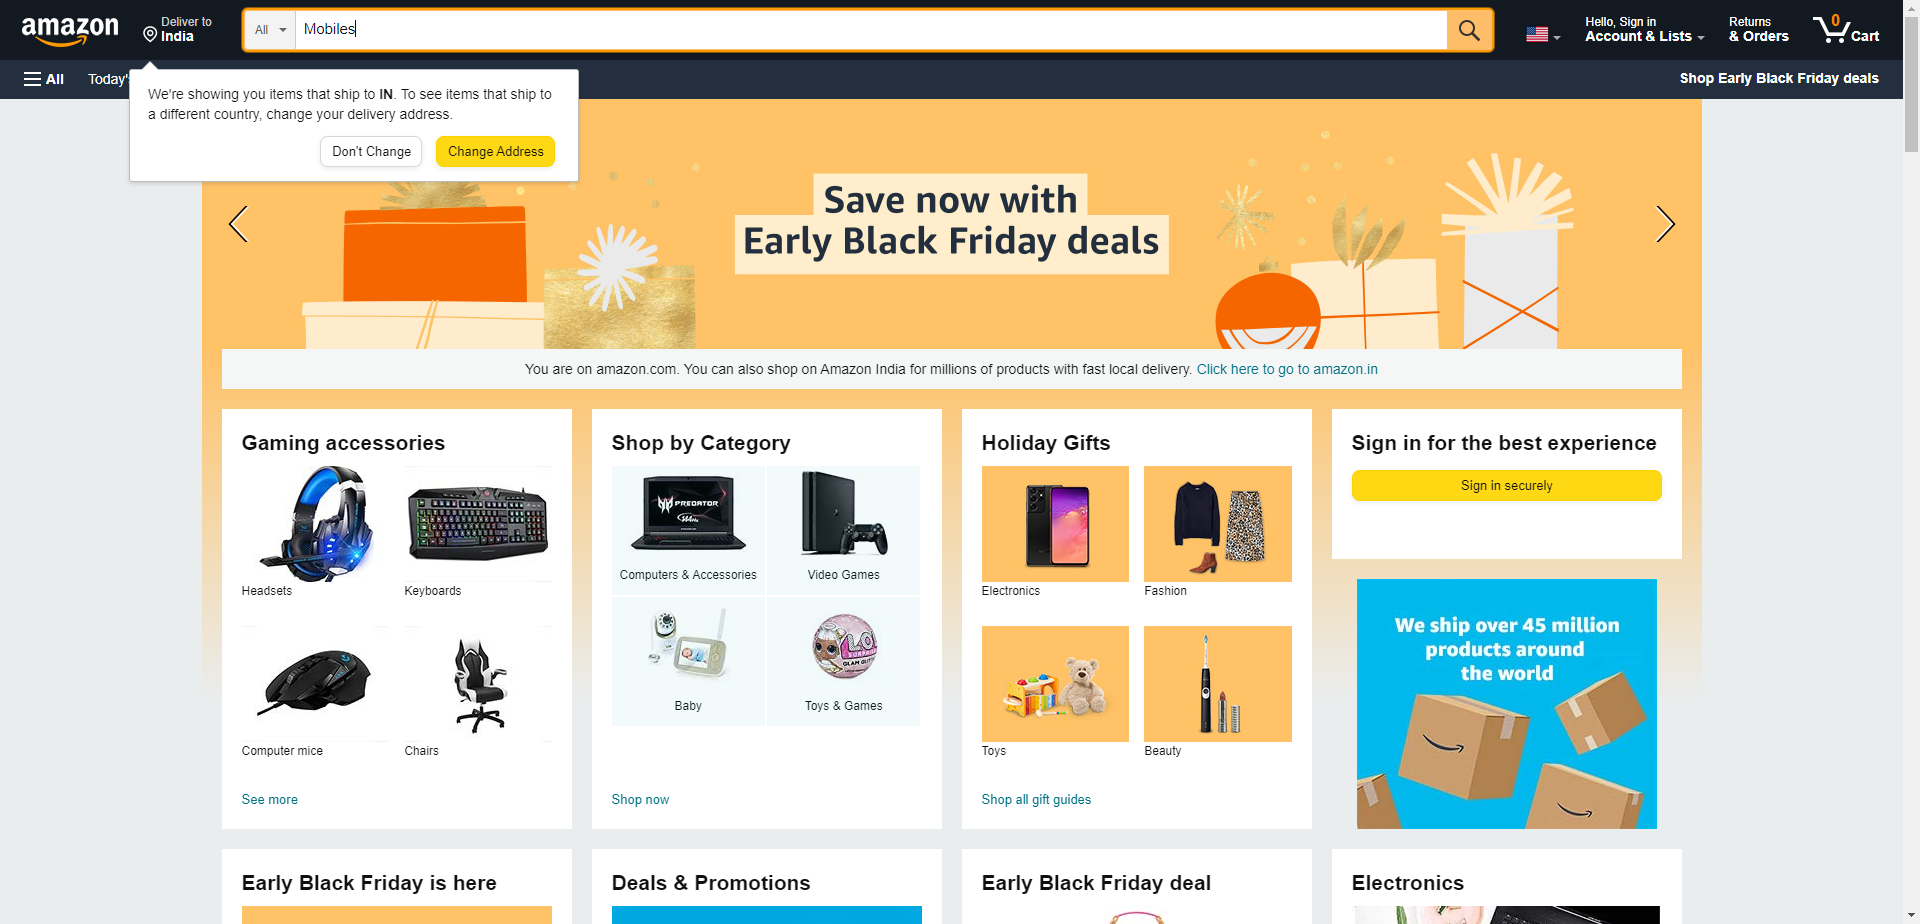 amazon
Deliver to
India
All
Mobiles
Hello, Sign in
Account & Lists
Returns
& Orders
0
Cart
All
Today'
Shop Early Black Friday deals
We're showing you items that ship to IN. To see items that ship to
a different country, change your delivery address.
Don't Change
Change Address
Save now with
Early Black Friday deals
You are on amazon.com. You can also shop on Amazon India for millions of products with fast local delivery. Click here to go to amazon.in
Gaming accessories
Headsets
Keyboards
Computer mice
Chairs
See more
Shop by Category
PREDATOR
Computers & Accessories
Video Games
L.O.L.
SURPRISE
GLAM GLITTER
Baby
Toys & Games
Shop now
Holiday Gifts
Electronics
Fashion
Toys
Beauty
Shop all gift guides
Sign in for the best experience
Sign in securely
We ship over 45 million
products around
the world
Early Black Friday is here
Deals & Promotions
Early Black Friday deal
Electronics